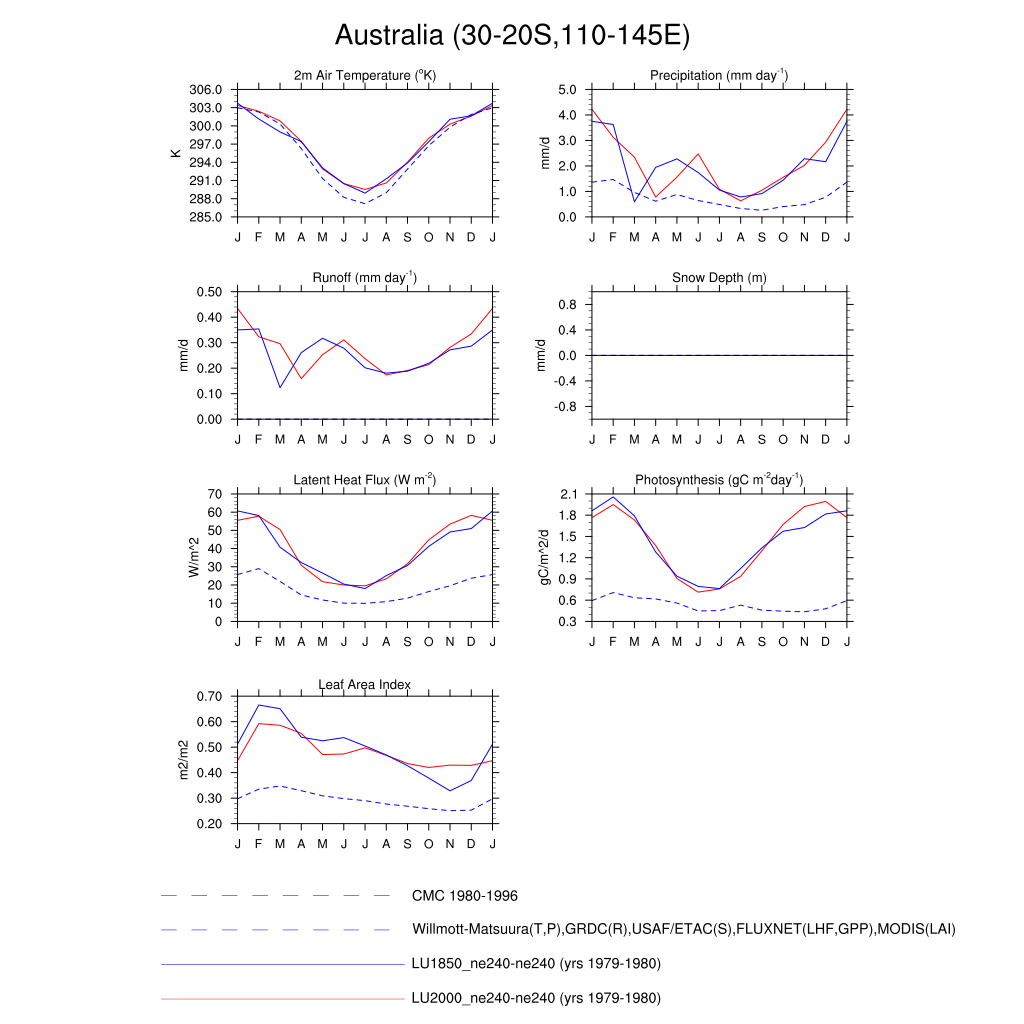 Australia (30-20S,110-145E)
2m Air Temperature (°K)
306.0
303.0
300.0
297.0
294.0
291.0
288.0
285.0
K
J F M A M J J A S O N D J
Precipitation (mm day⁻¹)
5.0
4.0
3.0
2.0
1.0
0.0
mm/d
J F M A M J J A S O N D J
Runoff (mm day⁻¹)
0.50
0.40
0.30
0.20
0.10
0.00
mm/d
J F M A M J J A S O N D J
Snow Depth (m)
0.8
0.4
0.0
-0.4
-0.8
mm/d
J F M A M J J A S O N D J
Latent Heat Flux (W m⁻²)
70
60
50
40
30
20
10
0
W/m^2
J F M A M J J A S O N D J
Photosynthesis (gC m⁻²day⁻¹)
2.1
1.8
1.5
1.2
0.9
0.6
0.3
gC/m^2/d
J F M A M J J A S O N D J
Leaf Area Index
0.70
0.60
0.50
0.40
0.30
0.20
m2/m2
J F M A M J J A S O N D J
CMC 1980-1996
Willmott-Matsuura(T,P),GRDC(R),USAF/ETAC(S),FLUXNET(LHF,GPP),MODIS(LAI)
LU1850_ne240-ne240 (yrs 1979-1980)
LU2000_ne240-ne240 (yrs 1979-1980)